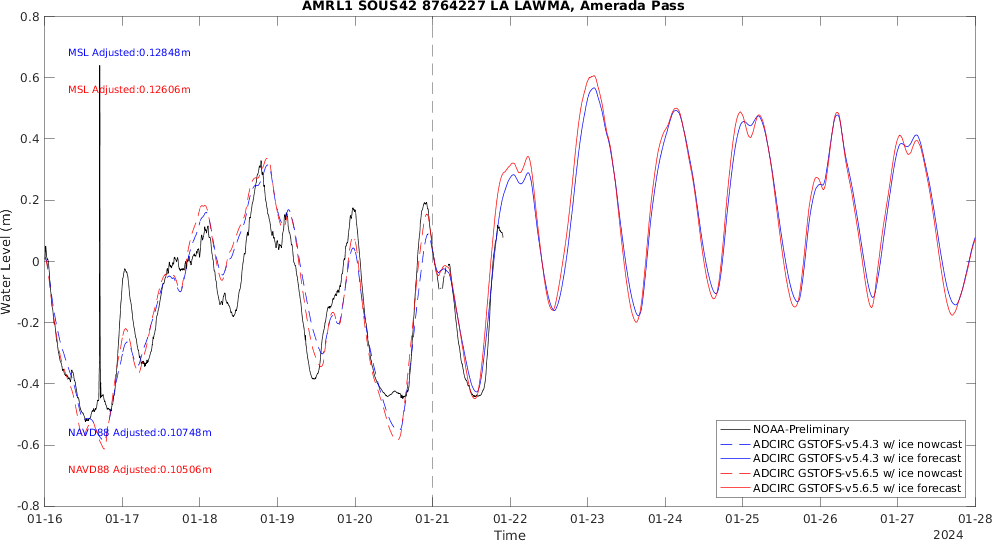 AMRL1 SOUS42 8764227 LA LAWMA, Amerada Pass
MSL Adjusted:0.12848m
MSL Adjusted:0.12606m
NAVD88 Adjusted:0.10748m
NAVD88 Adjusted:0.10506m
Water Level (m)
0.8
0.6
0.4
0.2
0
-0.2
-0.4
-0.6
-0.8
NOAA-Preliminary
ADCIRC GSTOFS-v5.4.3 w/ ice nowcast
ADCIRC GSTOFS-v5.4.3 w/ ice forecast
ADCIRC GSTOFS-v5.6.5 w/ ice nowcast
ADCIRC GSTOFS-v5.6.5 w/ ice forecast
01-16 01-17 01-18 01-19 01-20 01-21 01-22 01-23 01-24 01-25 01-26 01-27 01-28
Time
2024